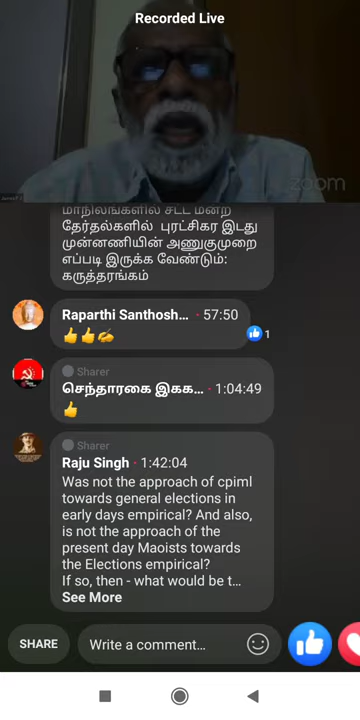 Recorded Live
zoom
மாநிலங்களில் சட்ட மன்ற
தேர்தல்களில் புரட்சிகர இடது
முன்னணியின் அணுகுமுறை
எப்படி இருக்க வேண்டும்:
கருத்தரங்கம்
Raparthi Santhosh... • 57:50
1
Sharer
செந்தாரகை இகக... • 1:04:49
Sharer
Raju Singh • 1:42:04
Was not the approach of cpiml
towards general elections in
early days empirical? And also,
is not the approach of the
present day Maoists towards
the Elections empirical?
If so, then - what would be t...
See More
SHARE
Write a comment...